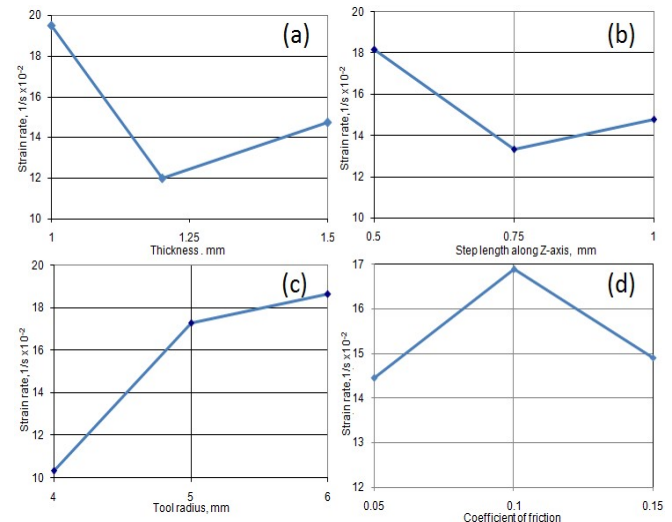 (a)
Strain rate, 1/s x10⁻²
20
18
16
14
12
10
1 1.25 1.5
Thickness . mm
(b)
Strain rate,1/s x10⁻²
20
18
16
14
12
10
0.5 0.75 1
Step length along Z-axis, mm
(c)
Strain rate,1/s x10⁻²
20
18
16
14
12
10
4 5 6
Tool radius, mm
(d)
Strain rate,1/s x10⁻²
17
16
15
14
13
12
0.05 0.1 0.15
Coefficient of friction